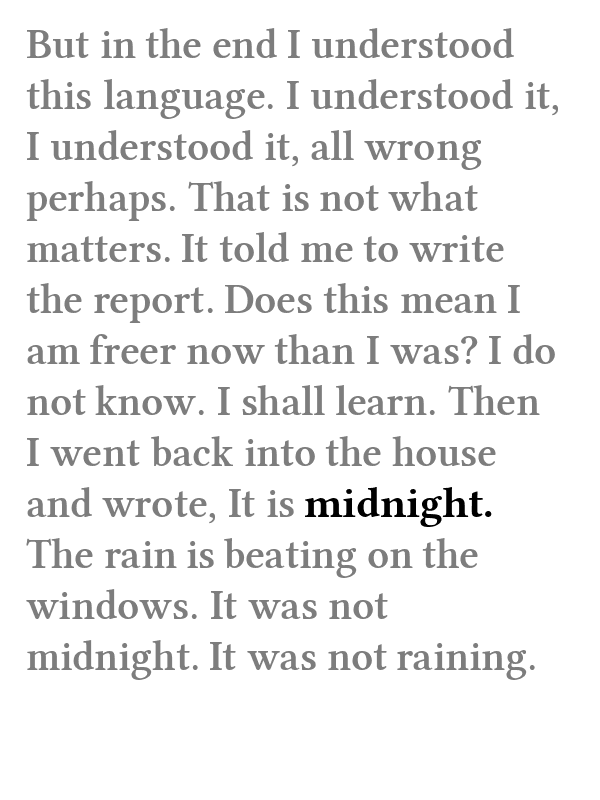 But in the end I understood
this language. I understood it,
I understood it, all wrong
perhaps. That is not what
matters. It told me to write
the report. Does this mean I
am freer now than I was? I do
not know. I shall learn. Then
I went back into the house
and wrote, It is midnight.
The rain is beating on the
windows. It was not
midnight. It was not raining.